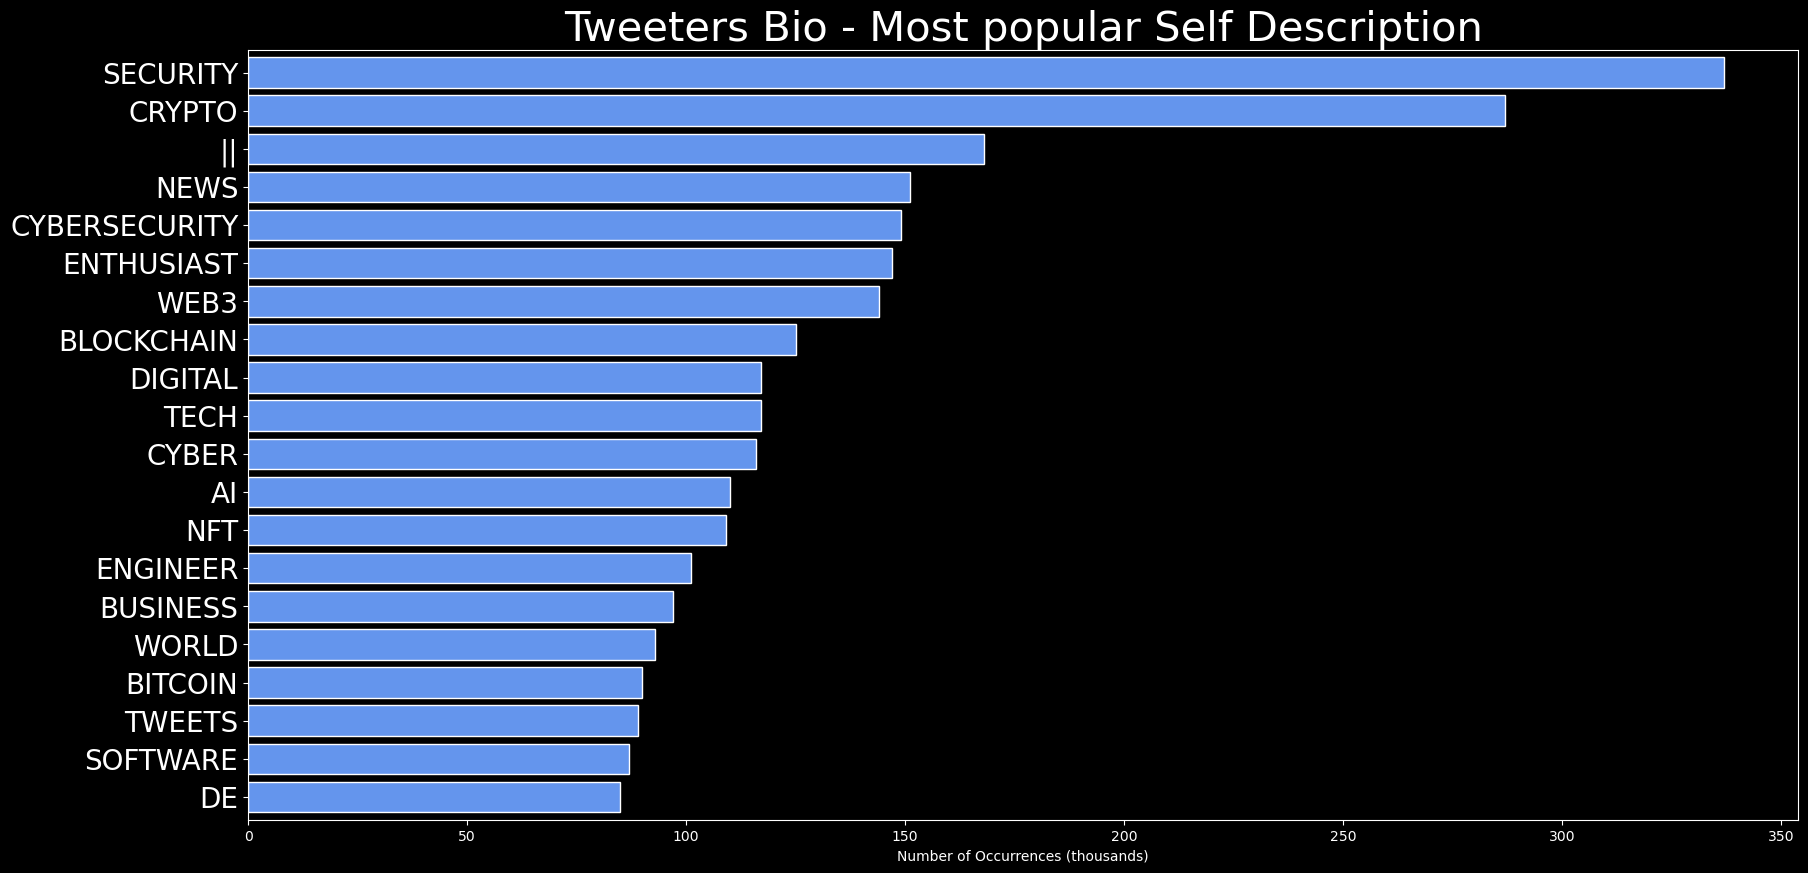 Tweeters Bio - Most popular Self Description
SECURITY
CRYPTO
||
NEWS
CYBERSECURITY
ENTHUSIAST
WEB3
BLOCKCHAIN
DIGITAL
TECH
CYBER
AI
NFT
ENGINEER
BUSINESS
WORLD
BITCOIN
TWEETS
SOFTWARE
DE
0 50 100 150 200 250 300 350
Number of Occurrences (thousands)